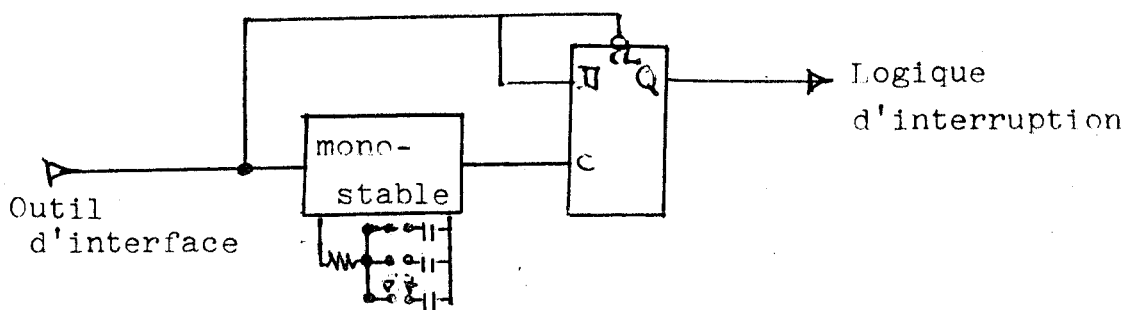 D Q
Logique
d'interruption
mono-
stable
C
Outil
d'interface